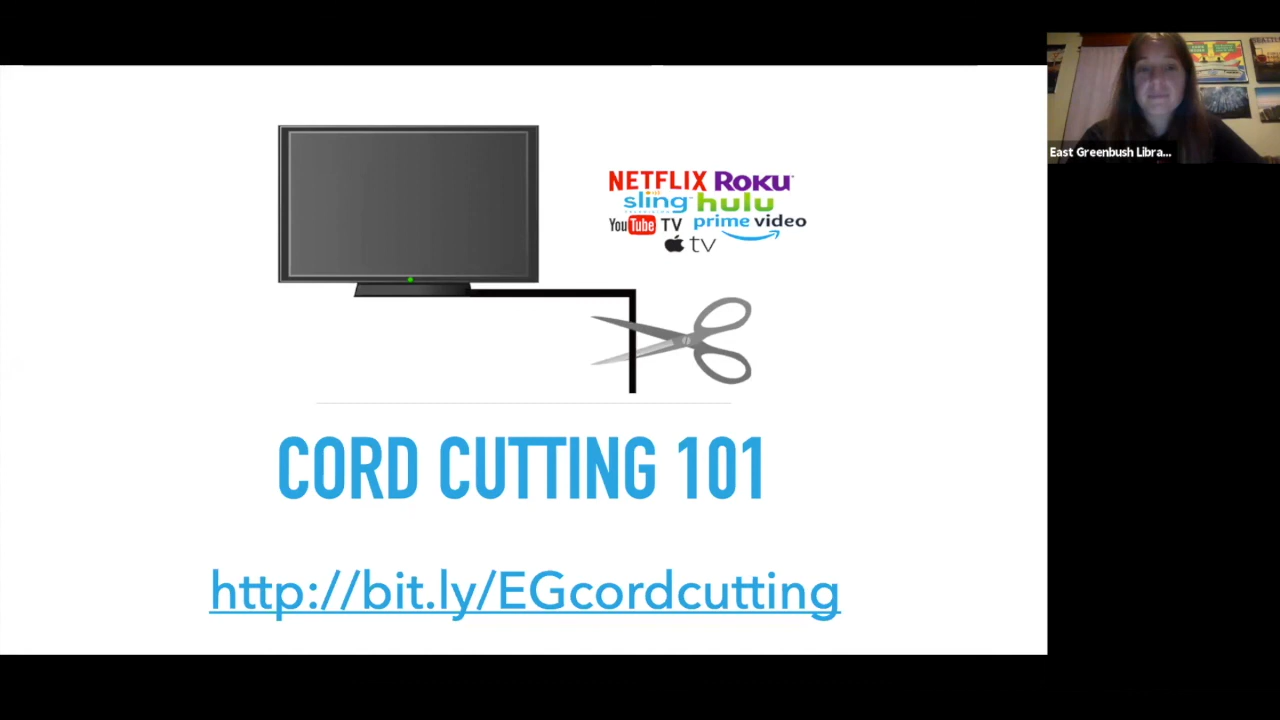 NETFLIX ROKU
sling hulu
YouTube TV prime video
tv
CORD CUTTING 101
http://bit.ly/EGcordcutting
East Greenbush Libra...